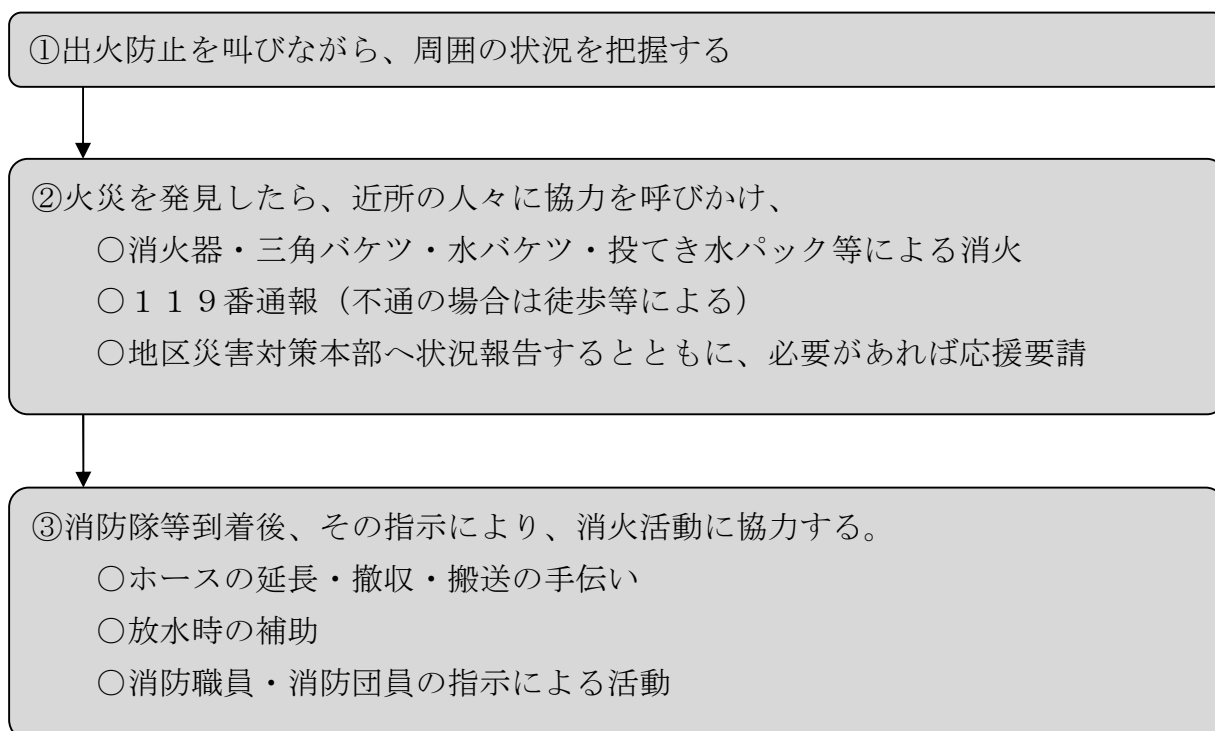 ①出火防止を叫びながら、周囲の状況を把握する
②火災を発見したら、近所の人々に協力を呼びかけ、
○消火器・三角バケツ・水バケツ・投てき水パック等による消火
○１１９番通報（不通の場合は徒歩等による）
○地区災害対策本部へ状況報告するとともに、必要があれば応援要請
③消防隊等到着後、その指示により、消火活動に協力する。
○ホースの延長・撤収・搬送の手伝い
○放水時の補助
○消防職員・消防団員の指示による活動